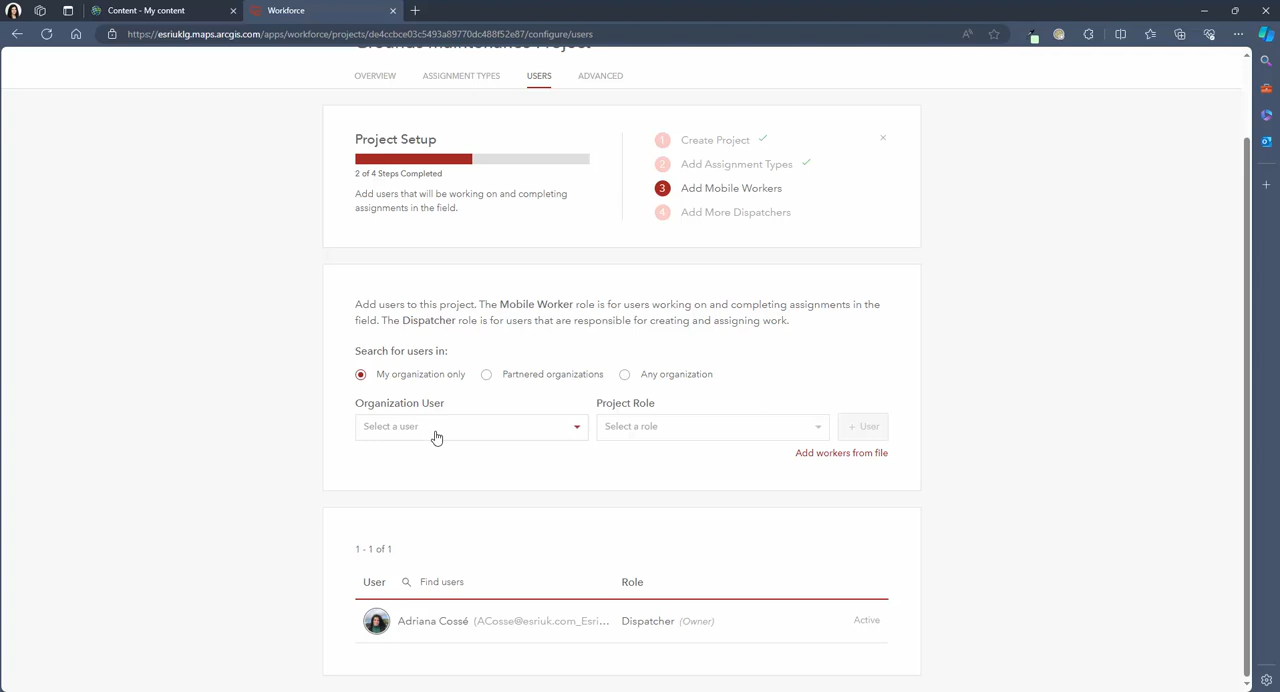 Content - My content
Workforce
https://esriuklg.maps.arcgis.com/apps/workforce/projects/de4ccbce03c5493a89770dc488f52e87/configure/users
Grounds Maintenance Project
OVERVIEW ASSIGNMENT TYPES USERS ADVANCED
Project Setup
2 of 4 Steps Completed
Add users that will be working on and completing
assignments in the field.
1 Create Project
2 Add Assignment Types
3 Add Mobile Workers
4 Add More Dispatchers
Add users to this project. The Mobile Worker role is for users working on and completing assignments in the
field. The Dispatcher role is for users that are responsible for creating and assigning work.
Search for users in:
My organization only Partnered organizations Any organization
Organization User Project Role
Select a user Select a role + User
Add workers from file
1 - 1 of 1
User Find users Role
Adriana Cossé (ACosse@esriuk.com_Esri... Dispatcher (Owner) Active